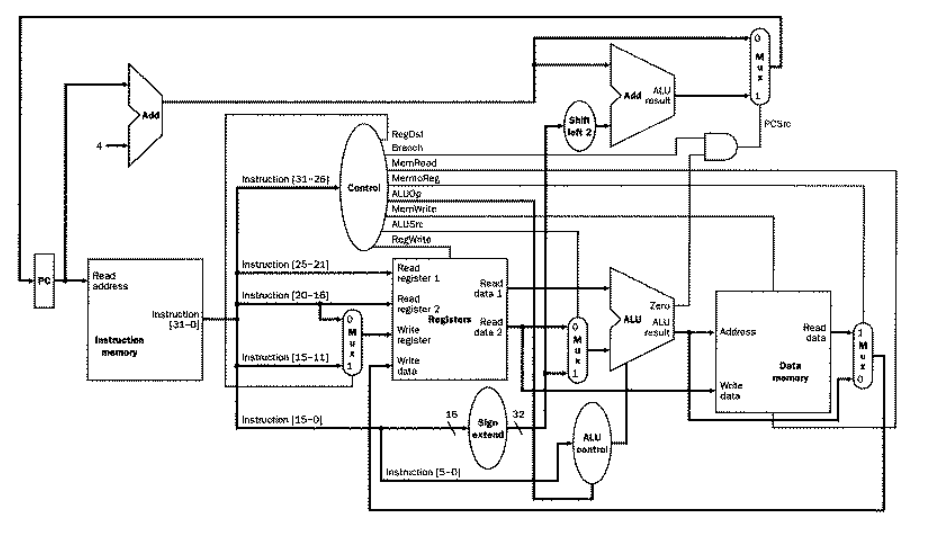 0
M
u
x
1
Add
ALU
result
Add
Shift
left 2
PCSrc
4
RegDst
Branch
MemRead
MemtoReg
ALUOp
MemWrite
ALUSrc
RegWrite
Control
Instruction [31–26]
Instruction [25–21]
Instruction [20–16]
Instruction [15–11]
Instruction [15–0]
Instruction [5–0]
PC
Read
address
Instruction
[31–0]
Instruction
memory
0
M
u
x
1
Read
register 1
Read
register 2
Write
register
Write
data
Registers
Read
data 1
Read
data 2
0
M
u
x
1
Zero
ALU
ALU
result
Address
Read
data
Data
memory
Write
data
1
M
u
x
0
16
Sign
extend
32
ALU
control